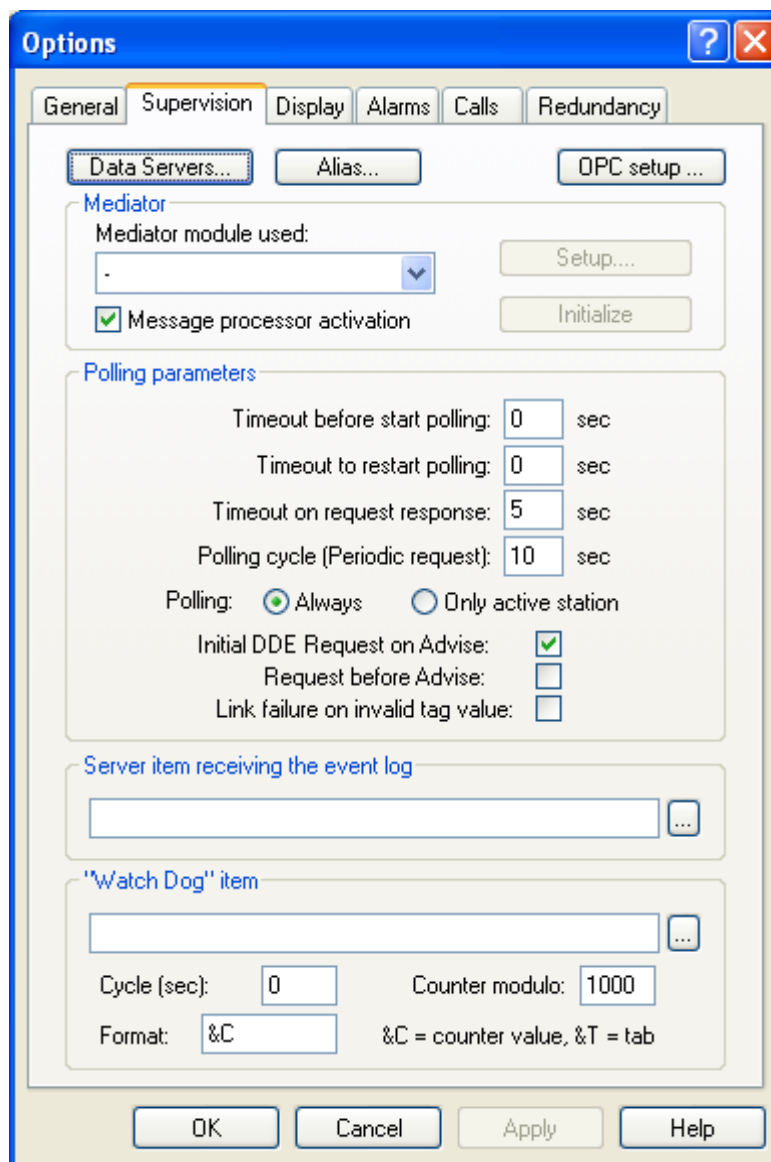 Options
General Supervision Display Alarms Calls Redundancy
Data Servers... Alias... OPC setup ...
Mediator
Mediator module used:
- Setup....
Message processor activation Initialize
Polling parameters
Timeout before start polling: 0 sec
Timeout to restart polling: 0 sec
Timeout on request response: 5 sec
Polling cycle (Periodic request): 10 sec
Polling: Always Only active station
Initial DDE Request on Advise:
Request before Advise:
Link failure on invalid tag value:
Server item receiving the event log
...
"Watch Dog" item
...
Cycle (sec): 0 Counter modulo: 1000
Format: &C &C = counter value, &T = tab
OK Cancel Apply Help